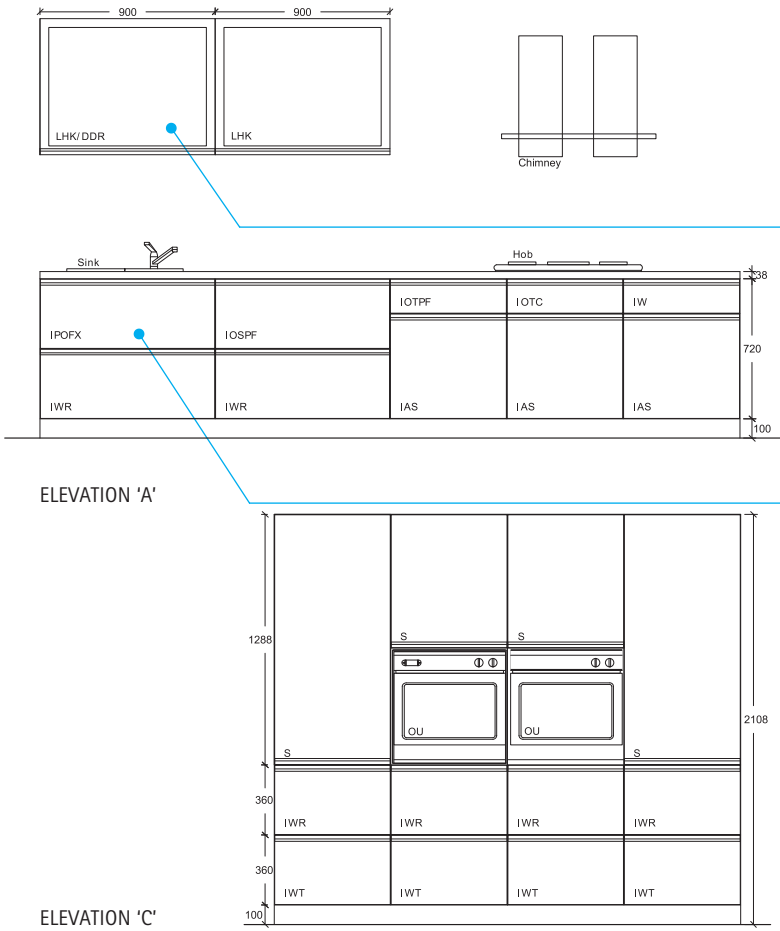 900 900
LHK/DDR LHK
Chimney
Sink Hob
38
IOTPF IOTC IW
IPOFX IOSPF
720
IWR IWR IAS IAS IAS
100
ELEVATION 'A'
S S
1288
2108
OU OU
S S
360
IWR IWR IWR IWR
360
IWT IWT IWT IWT
100
ELEVATION 'C'